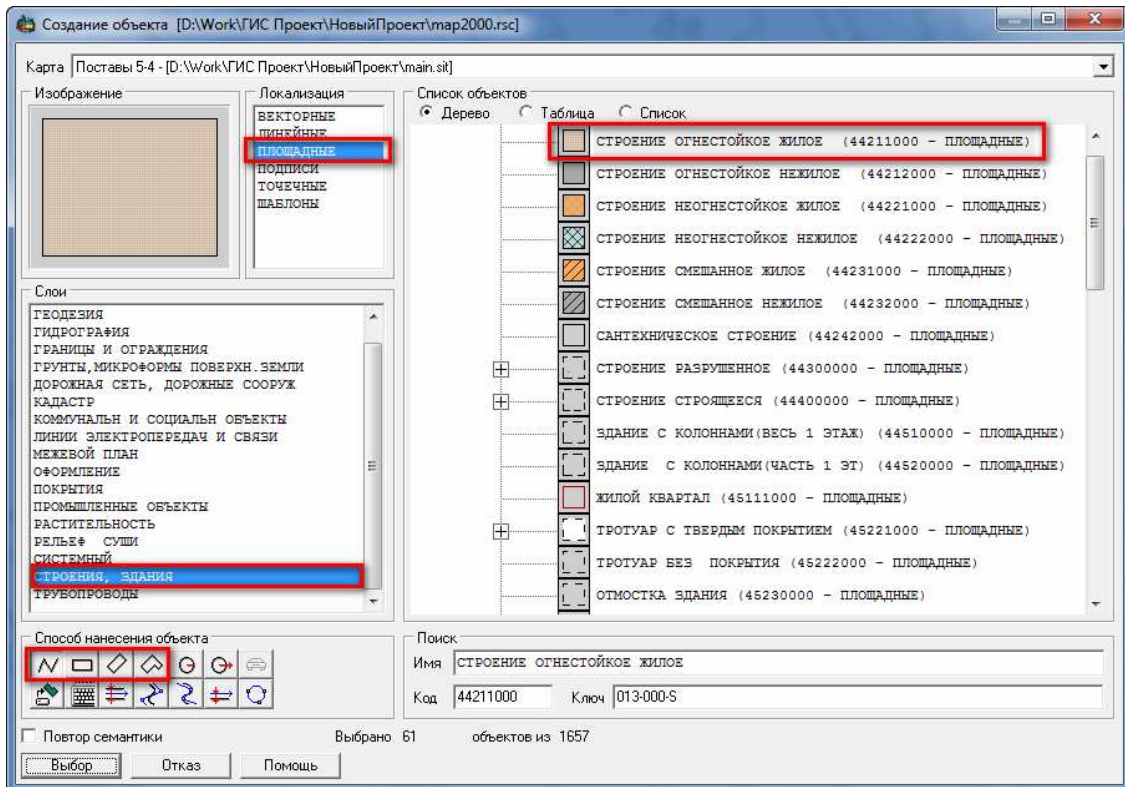 Создание объекта [D:\Work\ГИС Проект\НовыйПроект\map2000.rsc]
Карта Поставы 5-4 - [D:\Work\ГИС Проект\НовыйПроект\main.sit]
Изображение
Локализация
ВЕКТОРНЫЕ
ЛИНЕЙНЫЕ
ПЛОЩАДНЫЕ
ПОДПИСИ
ТОЧЕЧНЫЕ
ШАБЛОНЫ
Список объектов
Дерево Таблица Список
СТРОЕНИЕ ОГНЕСТОЙКОЕ ЖИЛОЕ (44211000 - ПЛОЩАДНЫЕ)
СТРОЕНИЕ ОГНЕСТОЙКОЕ НЕЖИЛОЕ (44212000 - ПЛОЩАДНЫЕ)
СТРОЕНИЕ НЕОГНЕСТОЙКОЕ ЖИЛОЕ (44221000 - ПЛОЩАДНЫЕ)
СТРОЕНИЕ НЕОГНЕСТОЙКОЕ НЕЖИЛОЕ (44222000 - ПЛОЩАДНЫЕ)
СТРОЕНИЕ СМЕШАННОЕ ЖИЛОЕ (44231000 - ПЛОЩАДНЫЕ)
СТРОЕНИЕ СМЕШАННОЕ НЕЖИЛОЕ (44232000 - ПЛОЩАДНЫЕ)
САНТЕХНИЧЕСКОЕ СТРОЕНИЕ (44242000 - ПЛОЩАДНЫЕ)
СТРОЕНИЕ РАЗРУШЕННОЕ (44300000 - ПЛОЩАДНЫЕ)
СТРОЕНИЕ СТРОЯЩЕЕСЯ (44400000 - ПЛОЩАДНЫЕ)
ЗДАНИЕ С КОЛОННАМИ(ВЕСЬ 1 ЭТАЖ) (44510000 - ПЛОЩАДНЫЕ)
ЗДАНИЕ С КОЛОННАМИ(ЧАСТЬ 1 ЭТ) (44520000 - ПЛОЩАДНЫЕ)
ЖИЛОЙ КВАРТАЛ (45111000 - ПЛОЩАДНЫЕ)
ТРОТУАР С ТВЕРДЫМ ПОКРЫТИЕМ (45221000 - ПЛОЩАДНЫЕ)
ТРОТУАР БЕЗ ПОКРЫТИЯ (45222000 - ПЛОЩАДНЫЕ)
ОТМОСТКА ЗДАНИЯ (45230000 - ПЛОЩАДНЫЕ)
Слои
ГЕОДЕЗИЯ
ГИДРОГРАФИЯ
ГРАНИЦЫ И ОГРАЖДЕНИЯ
ГРУНТЫ,МИКРОФОРМЫ ПОВЕРХН.ЗЕМЛИ
ДОРОЖНАЯ СЕТЬ, ДОРОЖНЫЕ СООРУЖ
КАДАСТР
КОММУНАЛЬН И СОЦИАЛЬН ОБЪЕКТЫ
ЛИНИИ ЭЛЕКТРОПЕРЕДАЧ И СВЯЗИ
МЕЖЕВОЙ ПЛАН
ОФОРМЛЕНИЕ
ПОКРЫТИЯ
ПРОМЫШЛЕННЫЕ ОБЪЕКТЫ
РАСТИТЕЛЬНОСТЬ
РЕЛЬЕФ СУШИ
СИСТЕМНЫЙ
СТРОЕНИЯ, ЗДАНИЯ
ТРУБОПРОВОДЫ
Способ нанесения объекта
Поиск
Имя СТРОЕНИЕ ОГНЕСТОЙКОЕ ЖИЛОЕ
Код 44211000 Ключ 013-000-S
Повтор семантики Выбрано 61 объектов из 1657
Выбор Отказ Помощь